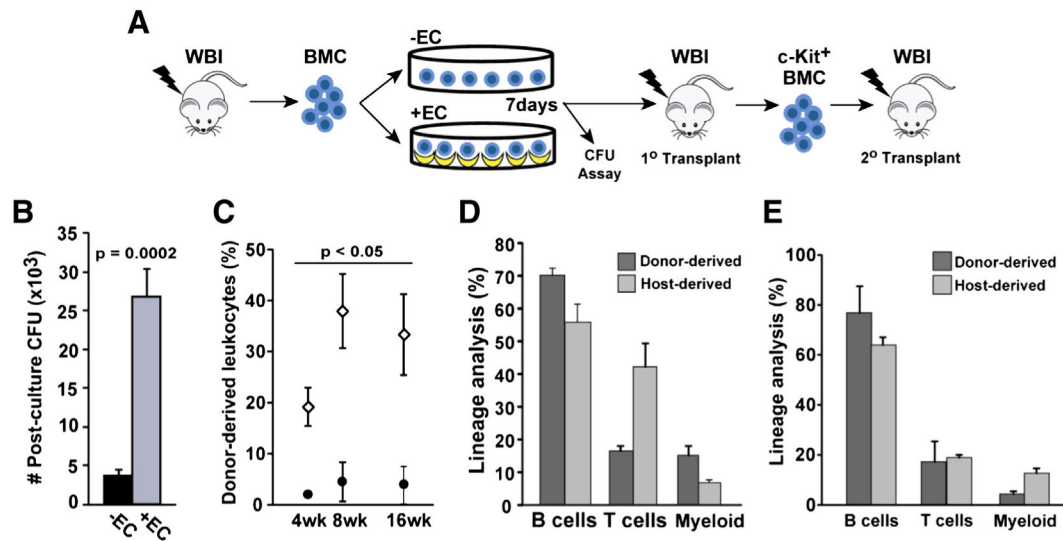 A
WBI
BMC
-EC
+EC
7days
CFU
Assay
WBI
1º Transplant
c-Kit+
BMC
WBI
2º Transplant
B
# Post-culture CFU (x10³)
35
30
25
20
15
10
5
0
p = 0.0002
-EC
+EC
C
Donor-derived leukocytes (%)
50
40
30
20
10
0
p < 0.05
4wk 8wk 16wk
D
Lineage analysis (%)
80
70
60
50
40
30
20
10
0
Donor-derived
Host-derived
B cells T cells Myeloid
E
Lineage analysis (%)
100
80
60
40
20
0
Donor-derived
Host-derived
B cells T cells Myeloid